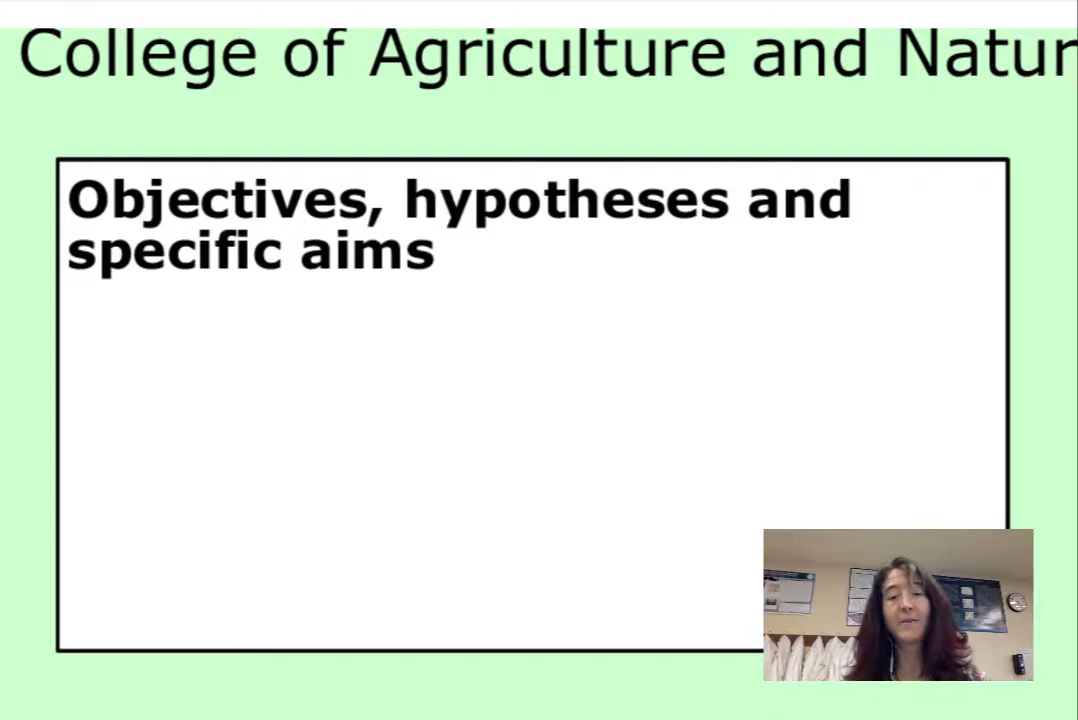 College of Agriculture and Natur
Objectives, hypotheses and
specific aims